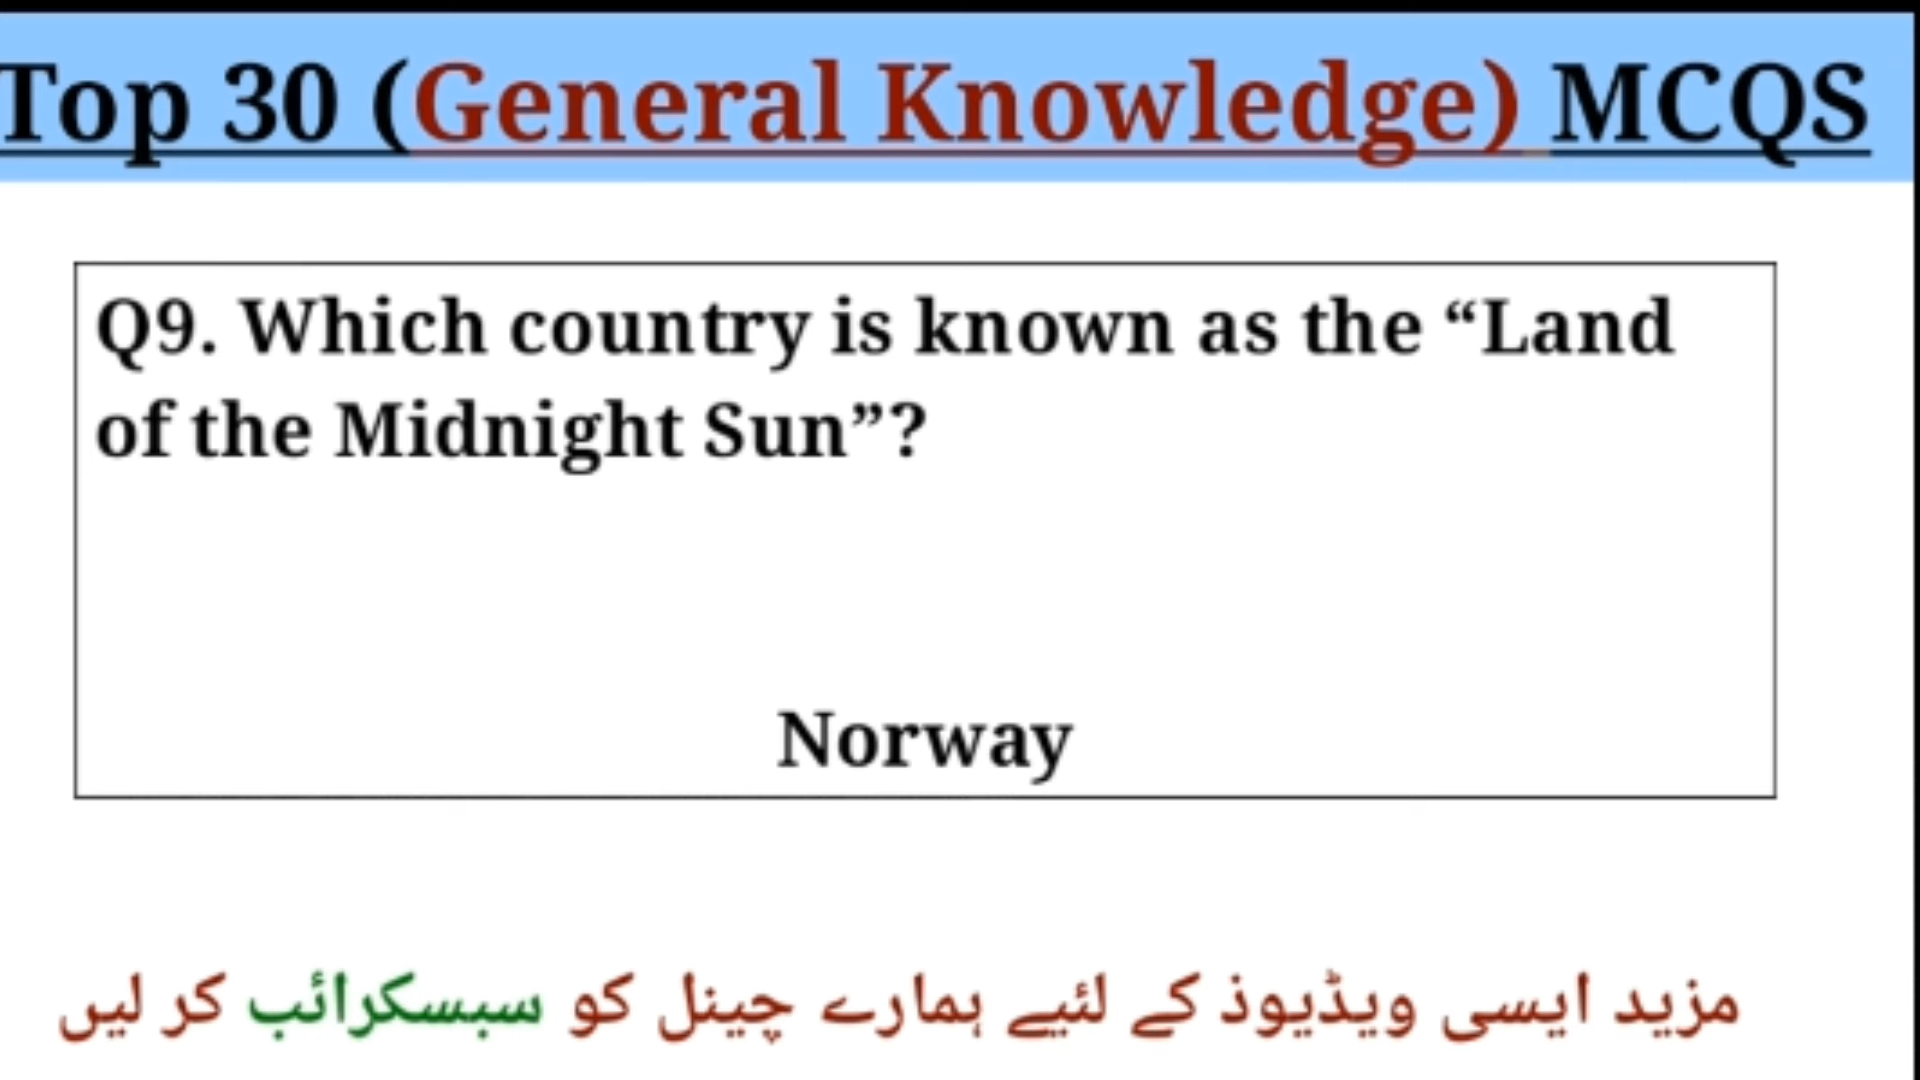 Top 30 (General Knowledge) MCQS
Q9. Which country is known as the “Land
of the Midnight Sun”?
Norway
مزید ایسی ویڈیوذ کے لئیے ہمارے چینل کو سبسکرائب کر لیں